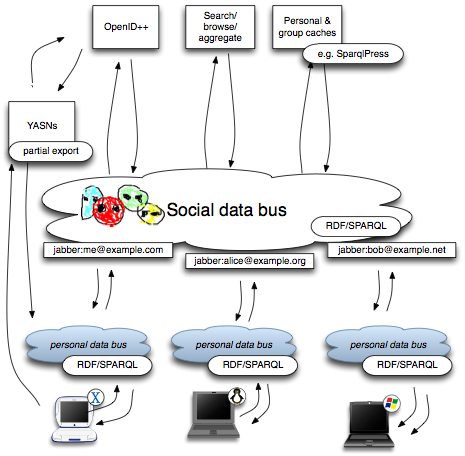 OpenID++
Search/
browse/
aggregate
Personal &
group caches
e.g. SparqlPress
YASNs
partial export
Social data bus
RDF/SPARQL
jabber:me@example.com
jabber:alice@example.org
jabber:bob@example.net
personal data bus
RDF/SPARQL
personal data bus
RDF/SPARQL
personal data bus
RDF/SPARQL
X